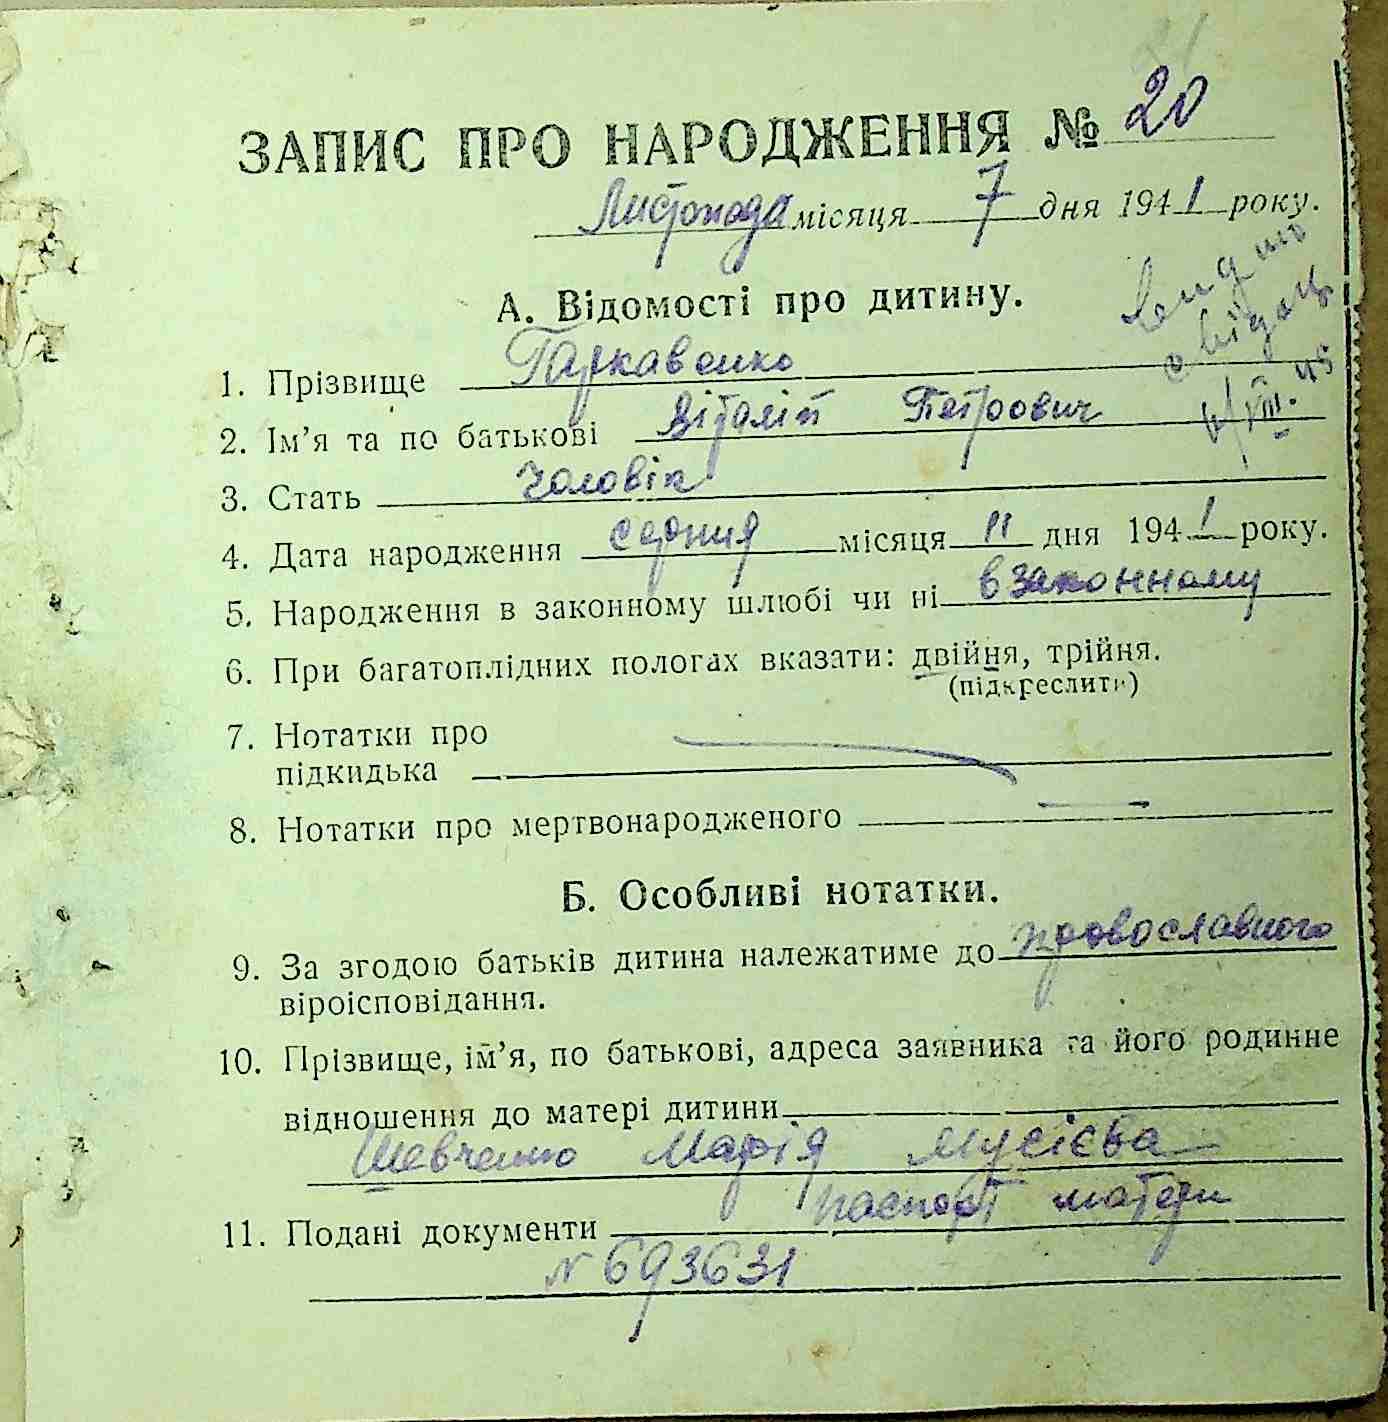 ЗАПИС ПРО НАРОДЖЕННЯ № 20
Листопада місяця 7 дня 1941 року.
А. Відомості про дитину.
1. Прізвище Гаркавенко
2. Ім’я та по батькові Віталій Петрович
3. Стать Чоловік
4. Дата народження серпня місяця 11 дня 1941 року.
5. Народження в законному шлюбі чи ні в законному
6. При багатоплідних пологах вказати: двійня, трійня.
(підкреслити)
7. Нотатки про
підкидька
8. Нотатки про мертвонародженого
Б. Особливі нотатки.
9. За згодою батьків дитина належатиме до православного
віроісповідання.
10. Прізвище, ім’я, по батькові, адреса заявника та його родинне
відношення до матері дитини
Шевченко Марія Мусієва
11. Подані документи паспорт матери
N 693631